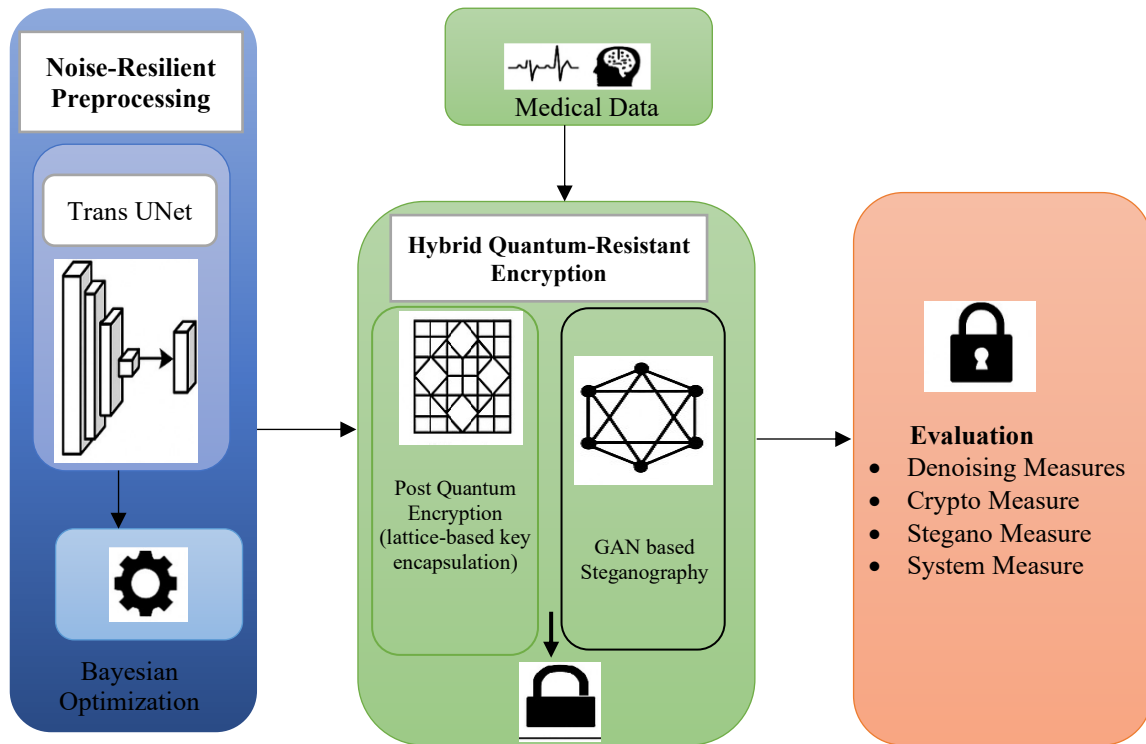 Noise-Resilient
Preprocessing
Trans UNet
Bayesian
Optimization
Medical Data
Hybrid Quantum-Resistant
Encryption
Post Quantum
Encryption
(lattice-based key
encapsulation)
GAN based
Steganography
Evaluation
• Denoising Measures
• Crypto Measure
• Stegano Measure
• System Measure